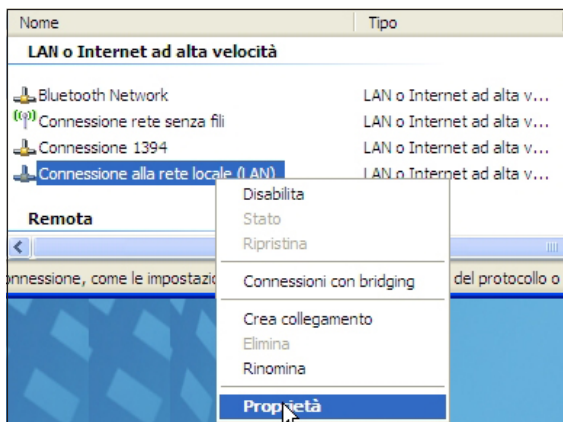 Nome Tipo
LAN o Internet ad alta velocità
Bluetooth Network LAN o Internet ad alta v...
Connessione rete senza fili LAN o Internet ad alta v...
Connessione 1394 LAN o Internet ad alta v...
Connessione alla rete locale (LAN) LAN o Internet ad alta v...
Disabilita
Remota
Stato
Ripristina
onnessione, come le impostazio
Connessioni con bridging
del protocollo o
Crea collegamento
Elimina
Rinomina
Proprietà